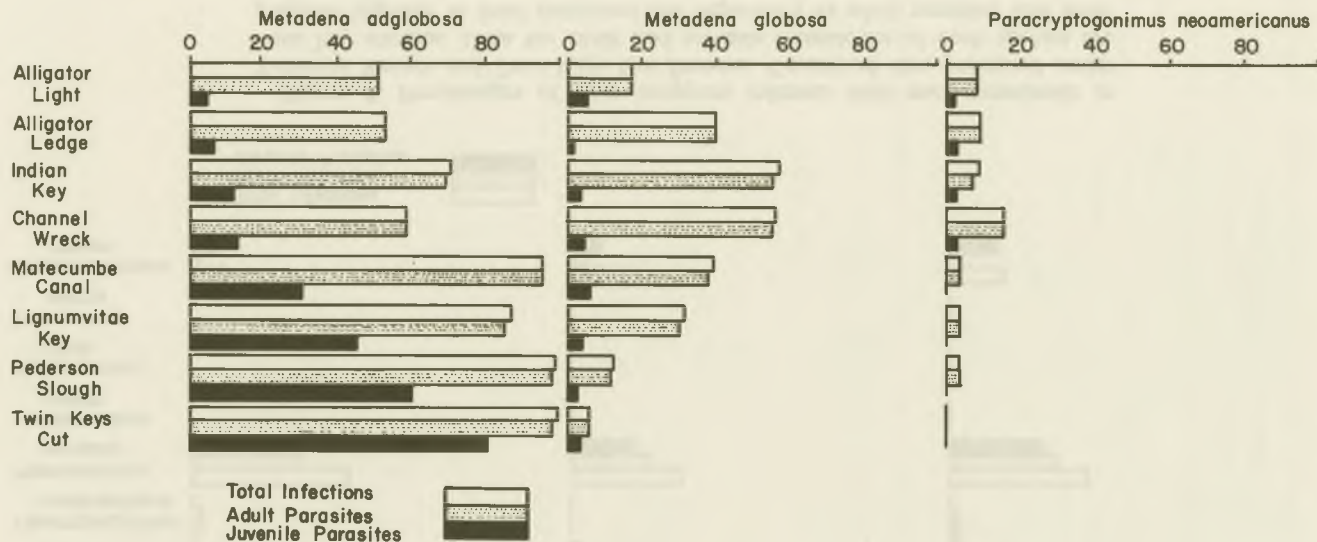 Metadena adglobosa Metadena globosa Paracryptogonimus neoamericanus
0 20 40 60 80 0 20 40 60 80 0 20 40 60 80
Alligator
Light
Alligator
Ledge
Indian
Key
Channel
Wreck
Matecumbe
Canal
Lignumvitae
Key
Pederson
Slough
Twin Keys
Cut
Total Infections
Adult Parasites
Juvenile Parasites